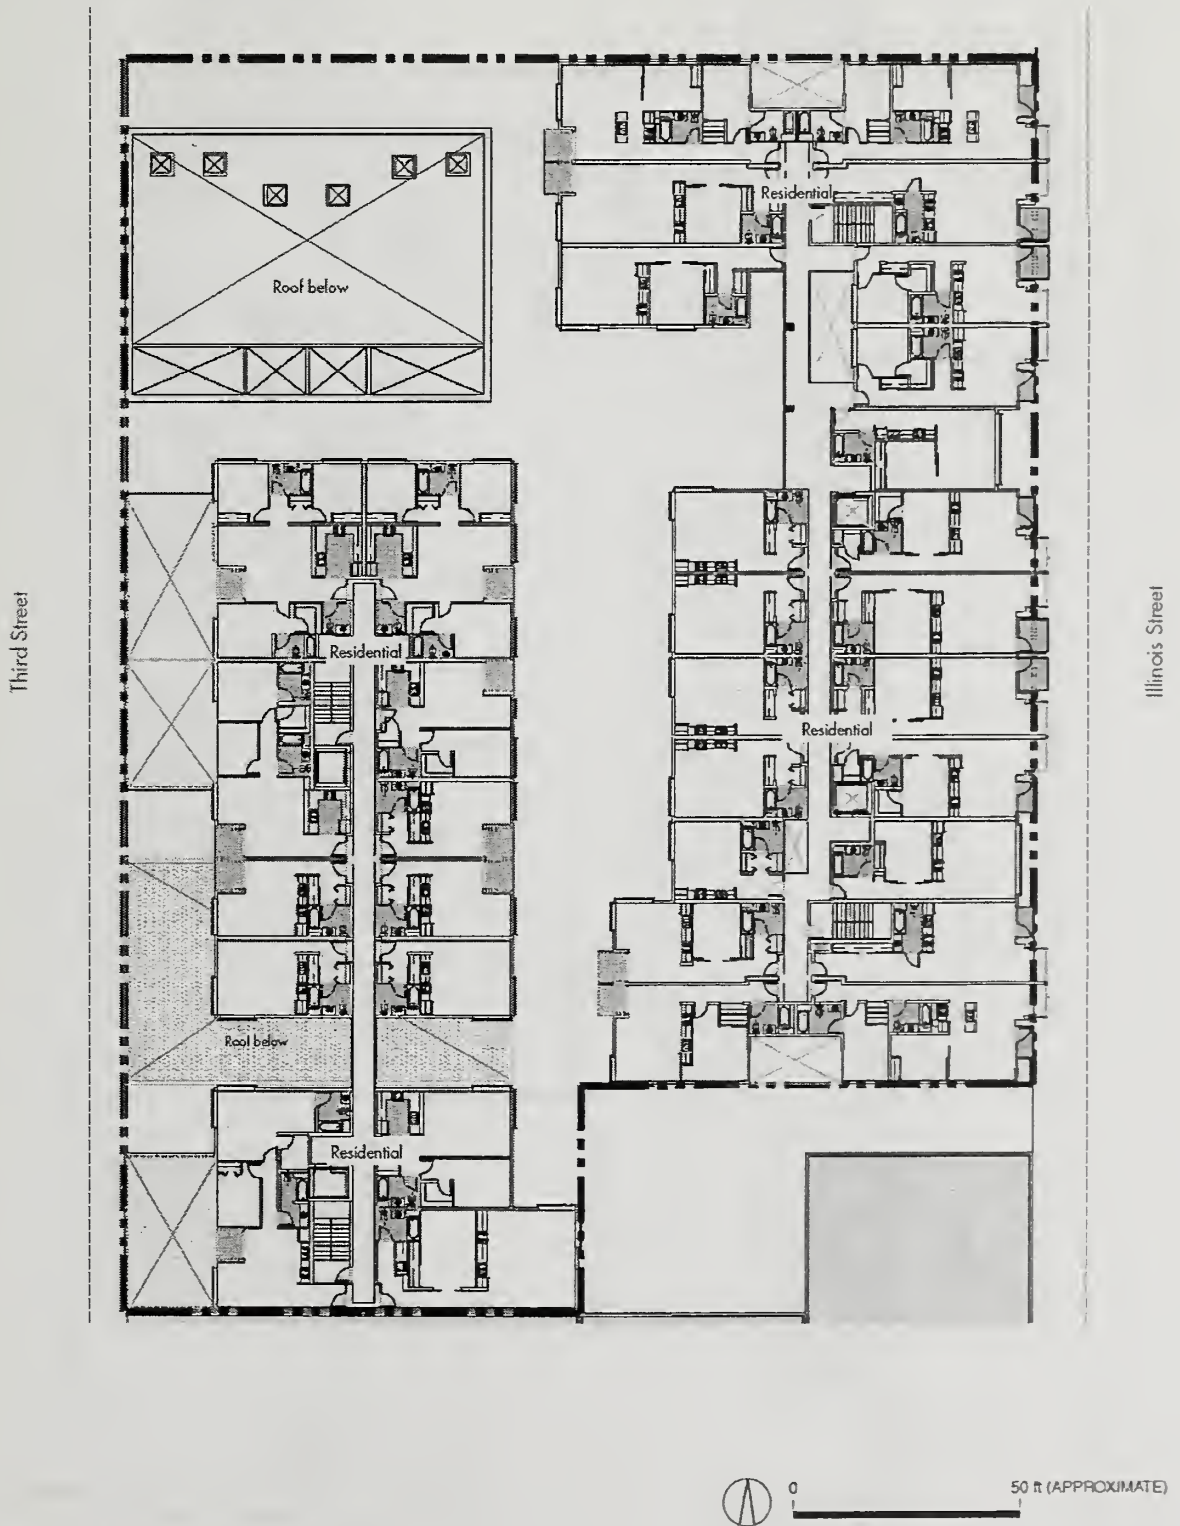 Residential
Roof below
Third Street
Illinois Street
Residential
Residential
Roof below
Residential
0
50 ft (APPROXIMATE)